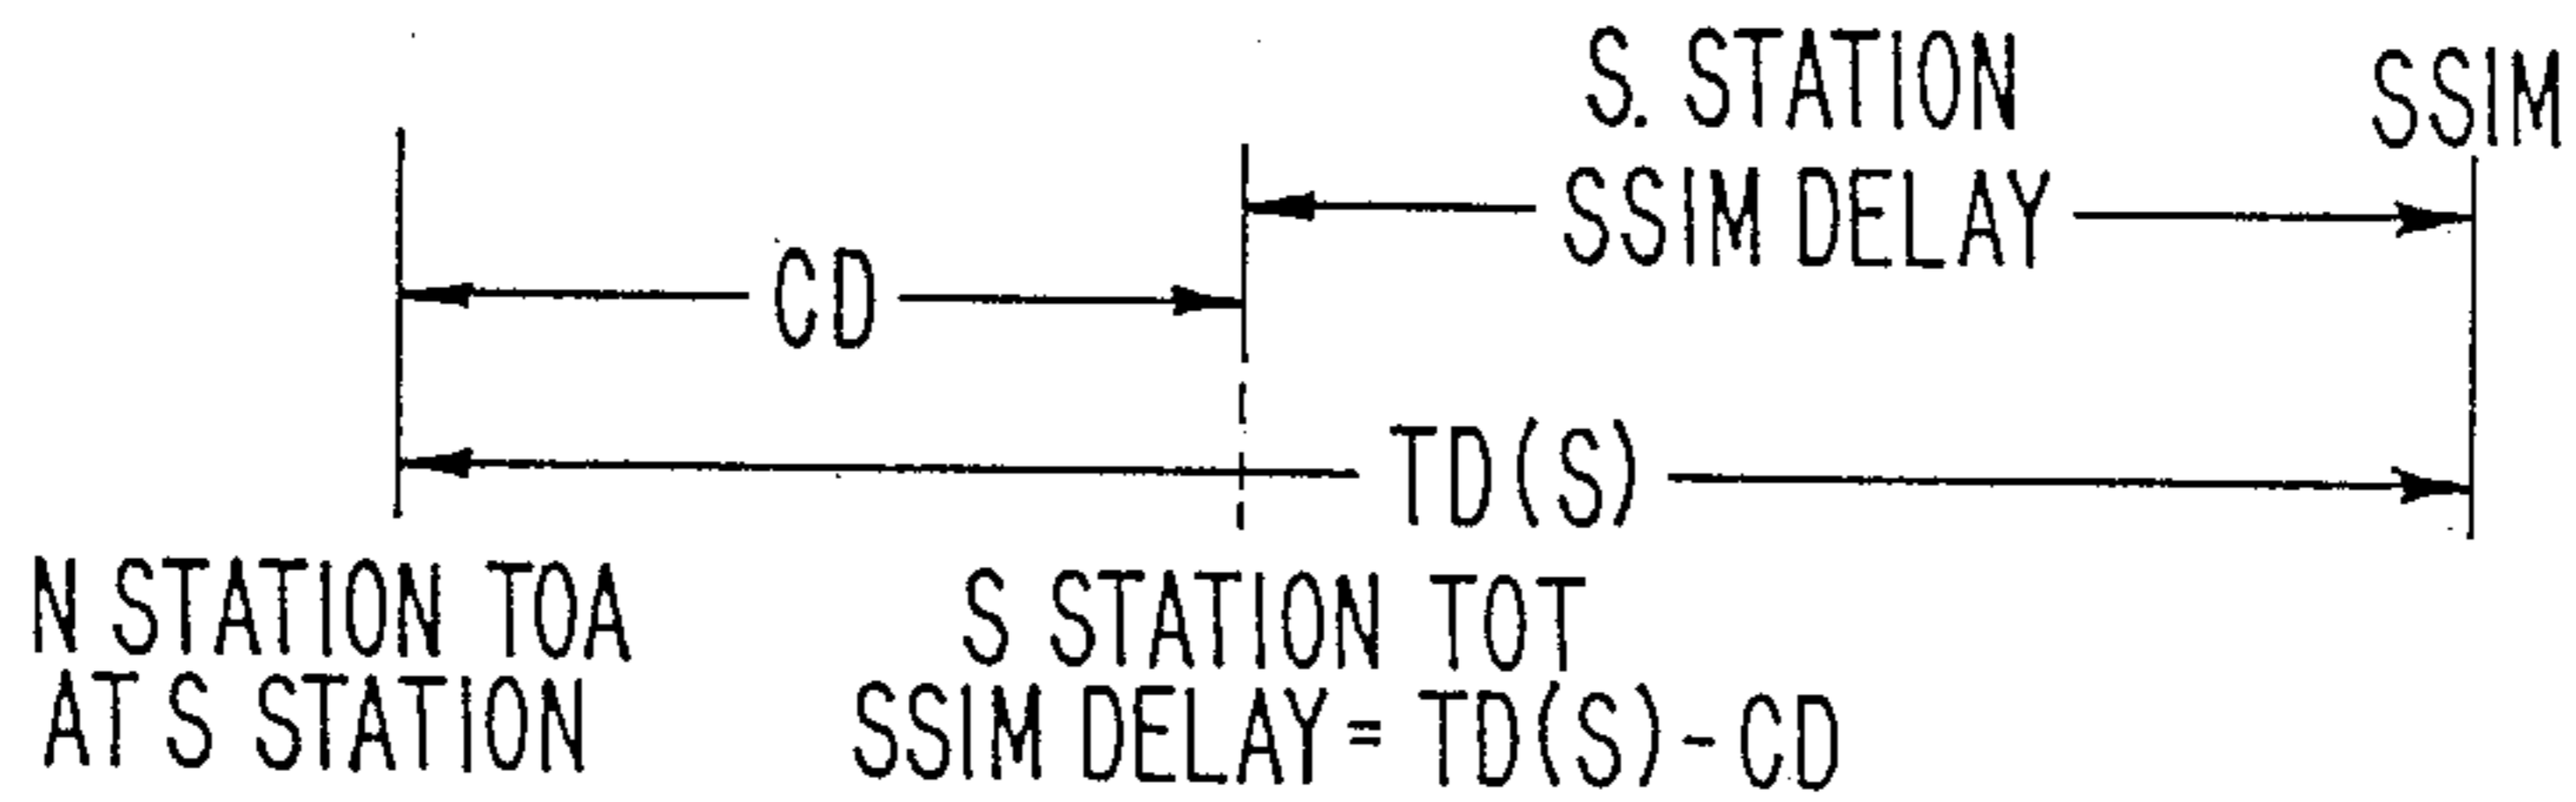 S. STATION
SSIM DELAY
SSIM
CD
TD(S)
N STATION TOA
AT S STATION
S STATION TOT
SSIM DELAY = TD(S) - CD